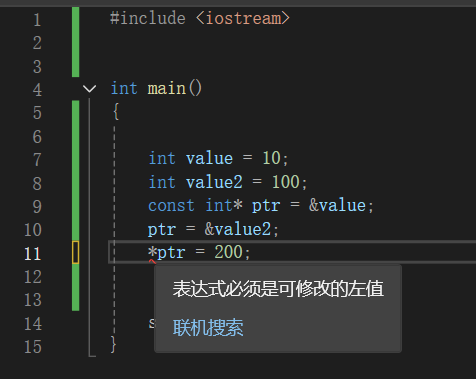 1 #include <iostream>
2
3
4 int main()
5 {
6
7 int value = 10;
8 int value2 = 100;
9 const int* ptr = &value;
10 ptr = &value2;
11 *ptr = 200;
12 表达式必须是可修改的左值
13
14 s 联机搜索
15 }